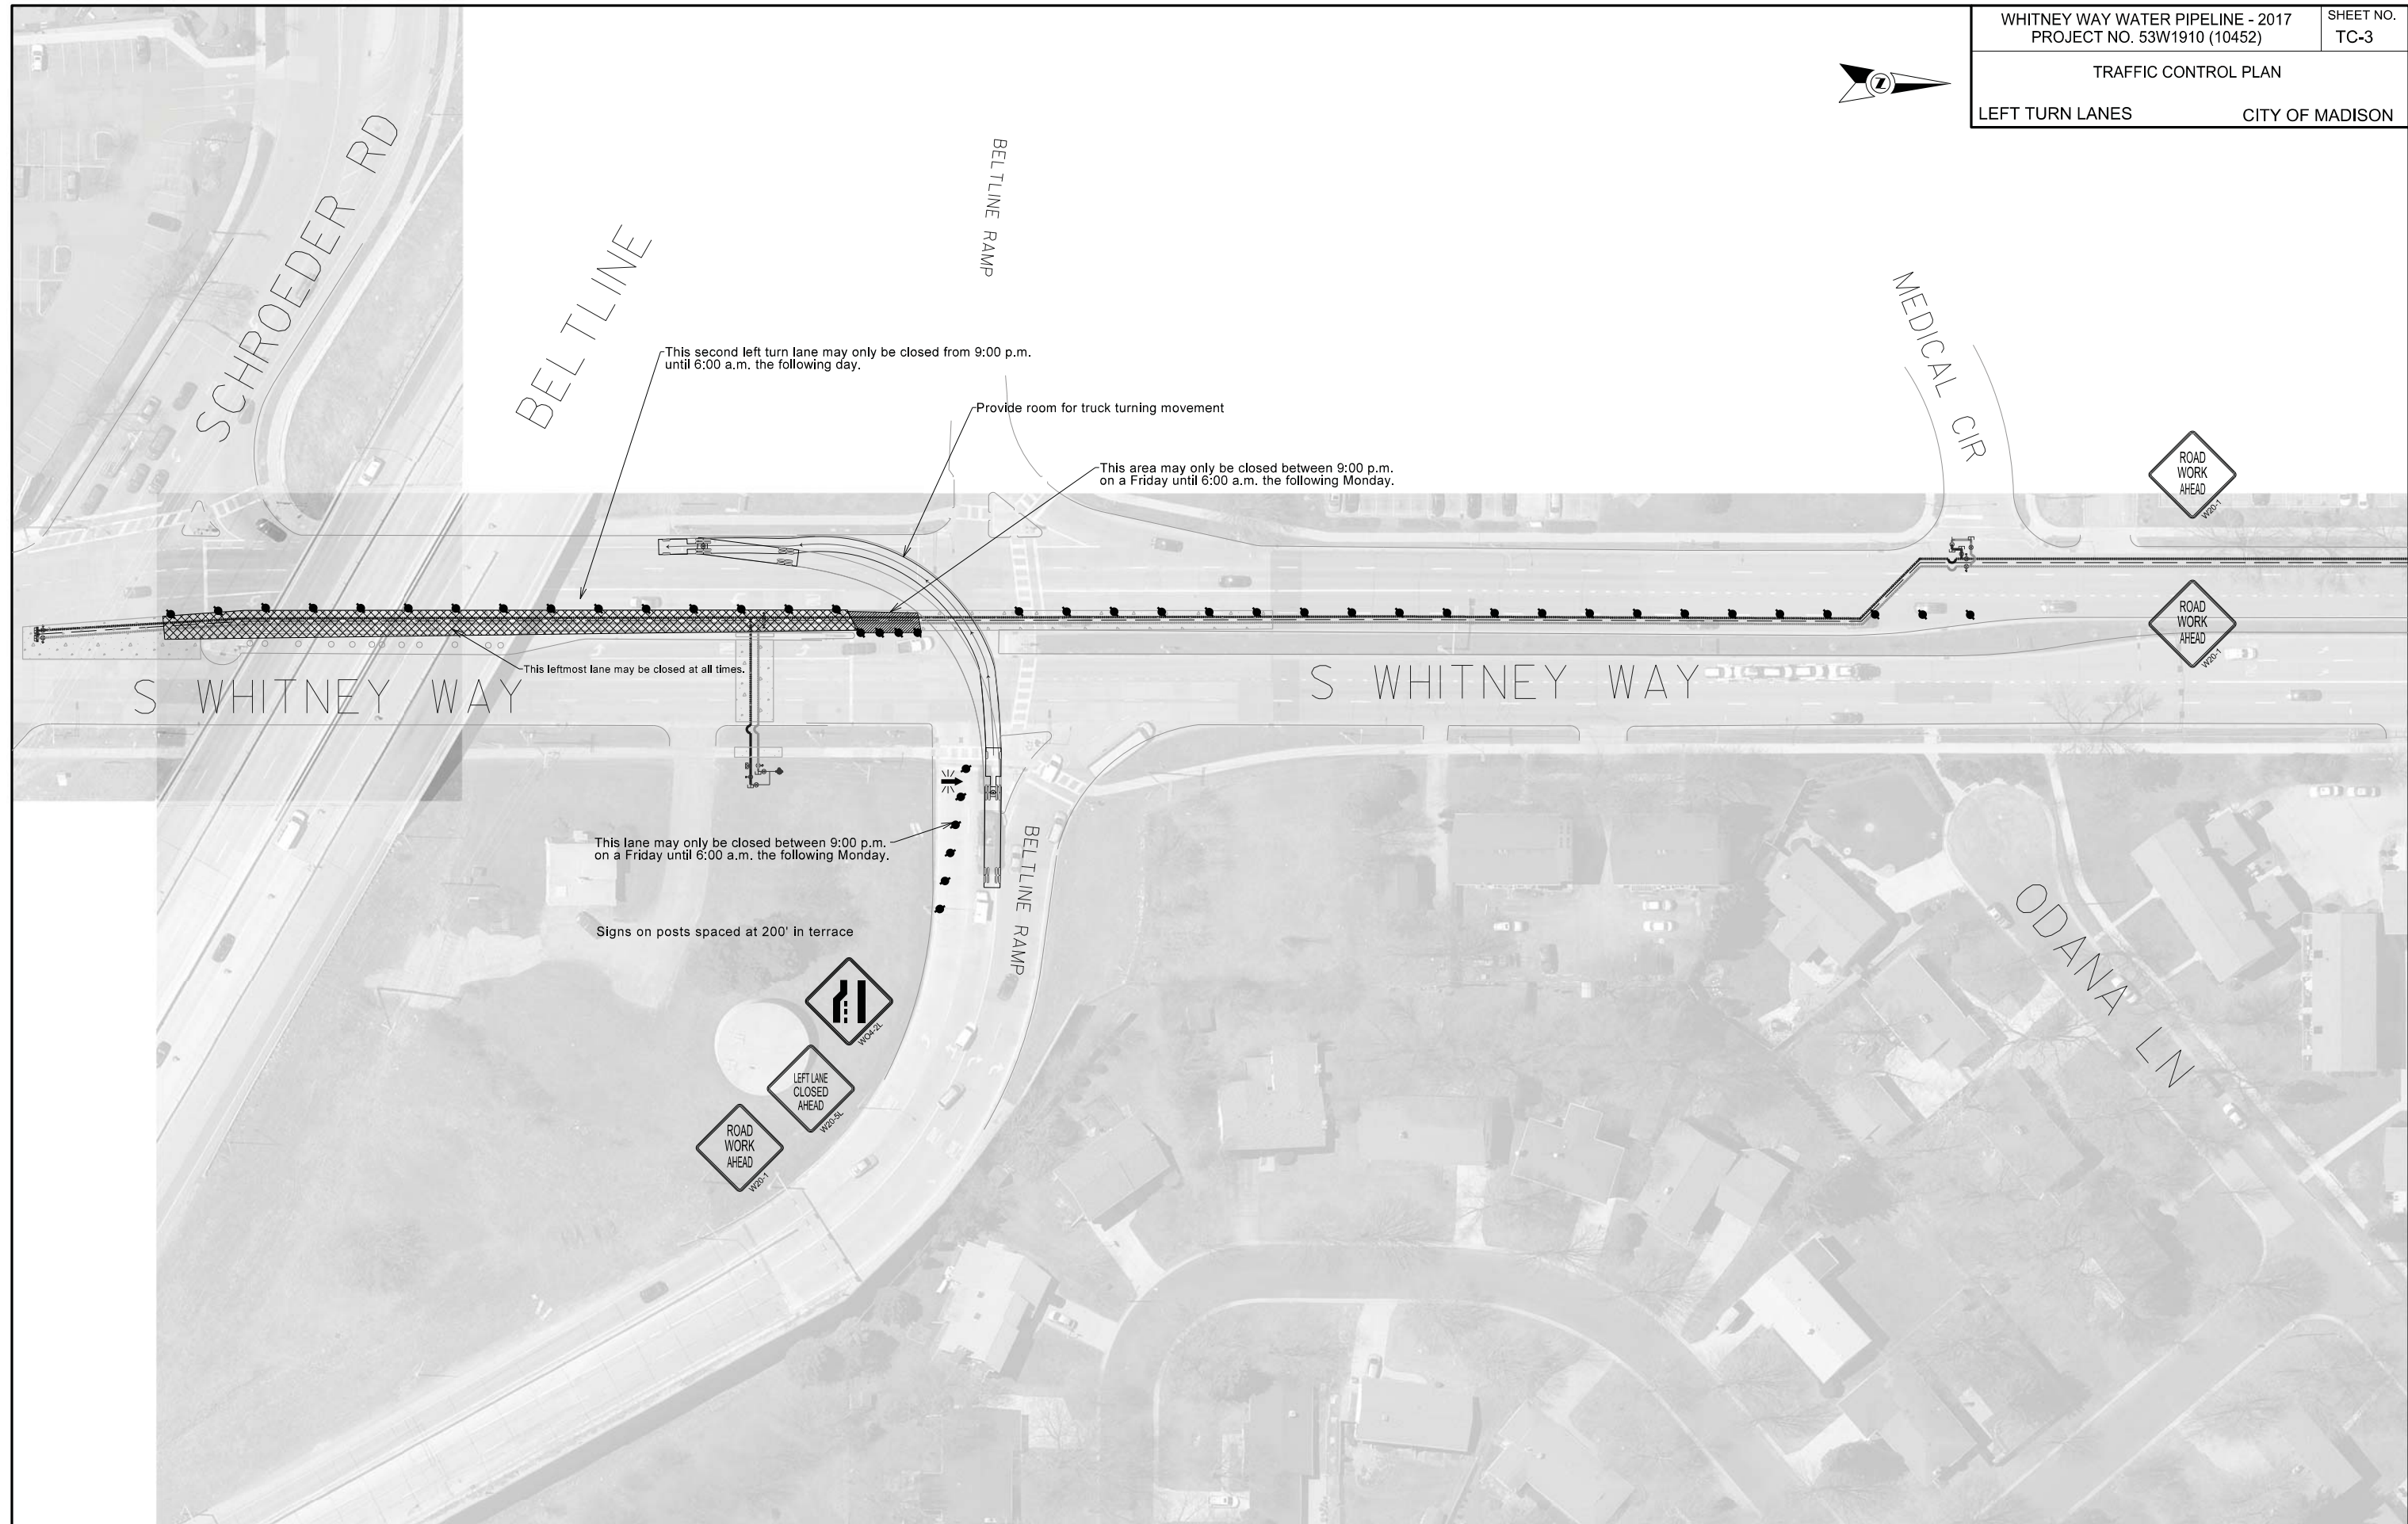 WHITNEY WAY WATER PIPELINE - 2017
PROJECT NO. 53W1910 (10452)
SHEET NO.
TC-3
TRAFFIC CONTROL PLAN
LEFT TURN LANES
CITY OF MADISON
Z
SCHROEDER RD
BELTLINE
BELTLINE RAMP
MEDICAL CIR
This second left turn lane may only be closed from 9:00 p.m.
until 6:00 a.m. the following day.
Provide room for truck turning movement
This area may only be closed between 9:00 p.m.
on a Friday until 6:00 a.m. the following Monday.
ROAD
WORK
AHEAD
W20-1
ROAD
WORK
AHEAD
W20-1
This leftmost lane may be closed at all times.
S WHITNEY WAY
S WHITNEY WAY
This lane may only be closed between 9:00 p.m.
on a Friday until 6:00 a.m. the following Monday.
BELTLINE RAMP
ODANA LN
Signs on posts spaced at 200' in terrace
WO4-2L
LEFT LANE
CLOSED
AHEAD
W20-5L
ROAD
WORK
AHEAD
W20-1